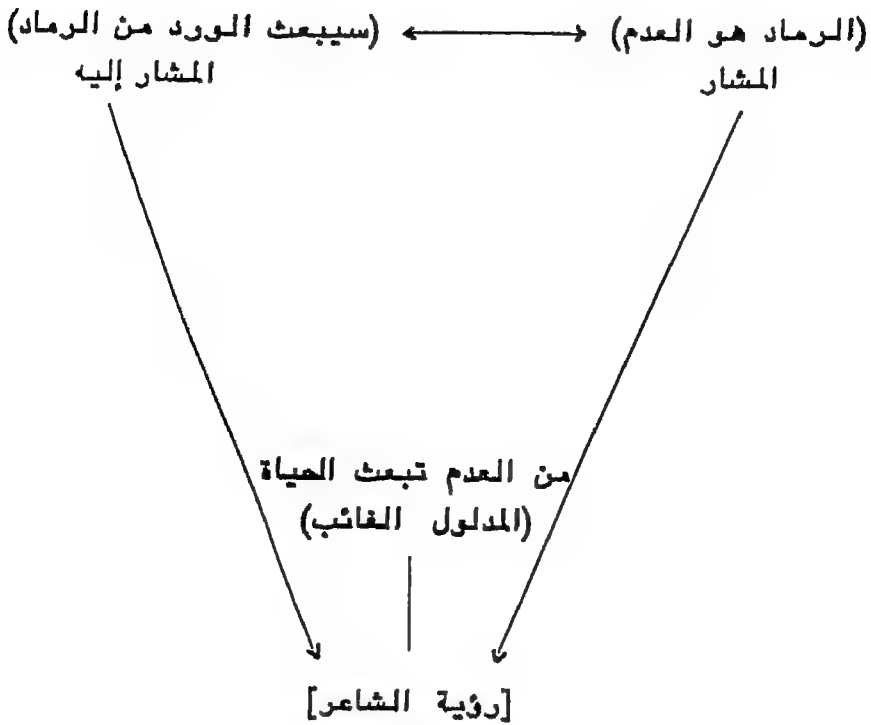 (الرماد هو العدم) (سيبعث الورد من الرماد)
المشار المشار إليه
من العدم تبعث الحياة
(المدلول الغائب)
[رؤية الشاعر]